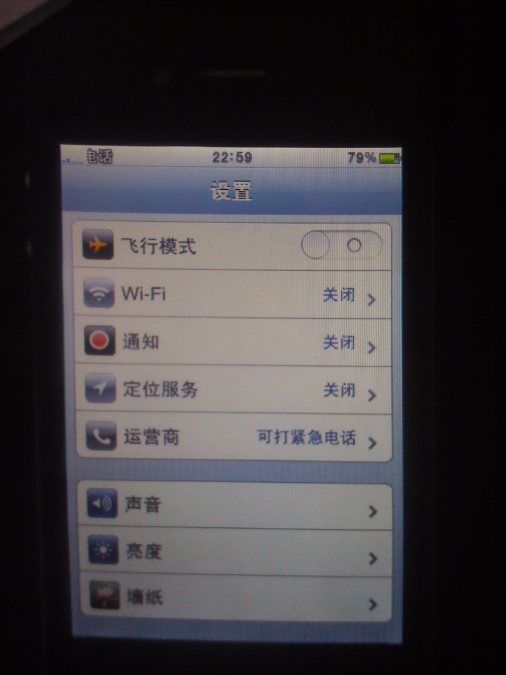 电话 22:59 79%
设置
飞行模式
Wi-Fi 关闭
通知 关闭
定位服务 关闭
运营商 可打紧急电话
声音
亮度
墙纸